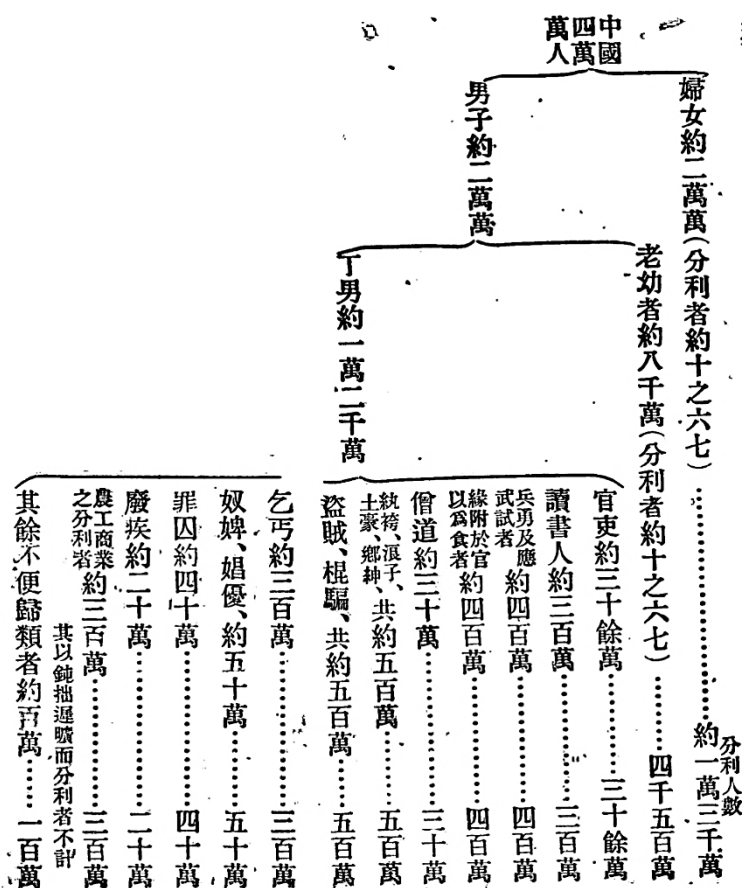 中國
四萬
萬人
婦女約二萬萬(分利者約十之六七)……約一萬三千萬
分利人數
男子約二萬萬
老幼者約八千萬(分利者約十之六七)……四千五百萬
丁男約一萬二千萬
官吏約三十餘萬……三十餘萬
讀書人約三百萬……三百萬
兵勇及應
武試者
約四百萬……四百萬
緣附於官
以爲食者
約四百萬……四百萬
僧道約三十萬……三十萬
紈袴、浪子、
土豪、鄉紳、
共約五百萬……五百萬
盜賊、棍騙、共約五百萬……五百萬
乞丐約三百萬……三百萬
奴婢、娼優、約五十萬……五十萬
罪囚約四十萬……四十萬
廢疾約二十萬……二十萬
農工商業
之分利者
約三百萬……三百萬
其以鈍拙遲曠而分利者不計
其餘不便歸類者約百萬……一百萬